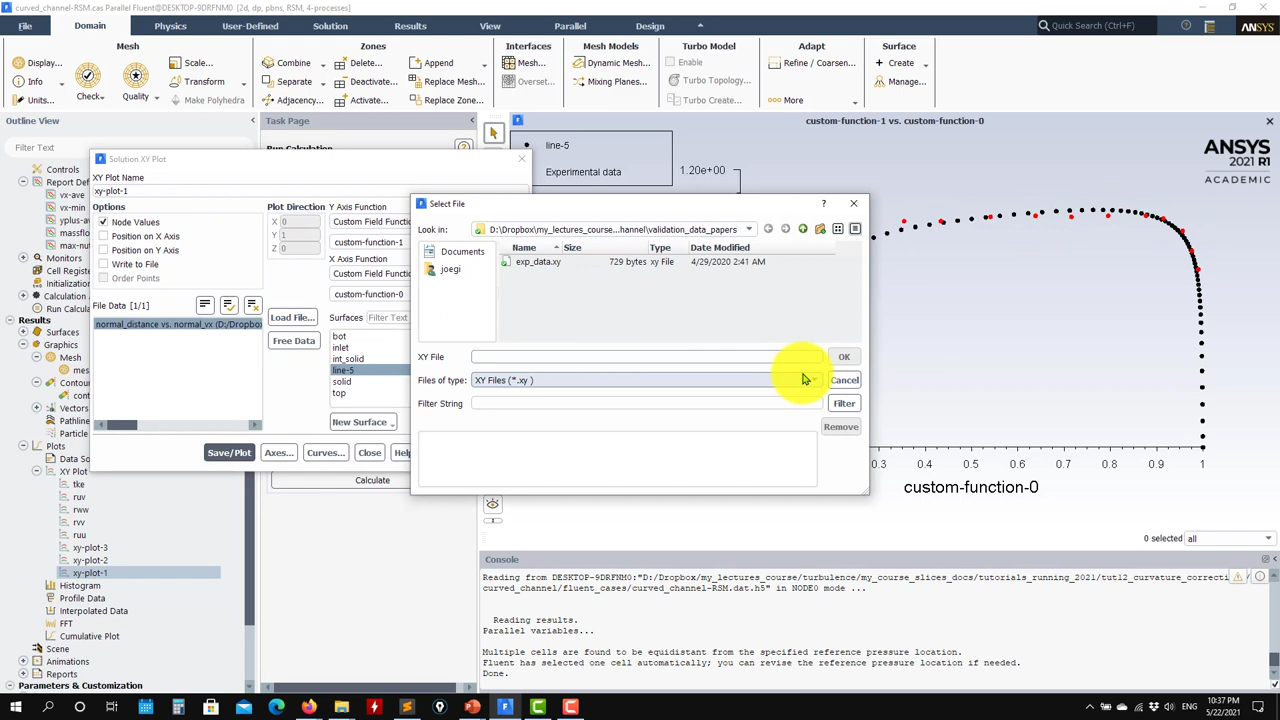 curved_channel-RSM.cas Parallel Fluent@DESKTOP-9DRFNM0 [2d, dp, pbns, RSM, 4-processes]
File
Domain
Physics
User-Defined
Solution
Results
View
Parallel
Design
Quick Search (Ctrl+F)
ANSYS
Mesh
Zones
Interfaces
Mesh Models
Turbo Model
Adapt
Surface
Display...
Info
Units...
Check
Quality
Scale...
Transform
Make Polyhedra
Combine
Separate
Adjacency...
Delete...
Deactivate...
Activate...
Append
Replace Mesh...
Replace Zone...
Mesh...
Overset...
Dynamic Mesh...
Mixing Planes...
Enable
Turbo Topology...
Turbo Create...
Refine / Coarsen...
More
Create
Manage...
Outline View
Filter Text
Controls
Report Def
vx-ave
vx-min
yplus-av
max-nut
Monitors
Cell Regist
Initializatio
Calculation
Run Calcu
Results
Surfaces
Graphics
Mesh
mes
Contou
con
Vectors
Pathline
Particle
Plots
Data So
XY Plot
tke
ruv
rww
rvv
ruu
xy-plot-3
xy-plot-2
xy-plot-1
Histogram
Profile Data
Interpolated Data
FFT
Cumulative Plot
Scene
Animations
Reports
Parameters & Customization
Task Page
Run Calculation
Calculate
Solution XY Plot
XY Plot Name
xy-plot-1
Options
Node Values
Position on X Axis
Position on Y Axis
Write to File
Order Points
File Data [1/1]
normal_distance vs. normal_vx (D:/Dropbox
Plot Direction
X 0
Y 1
Z 0
Load File...
Free Data
Y Axis Function
Custom Field Functi
custom-function-1
X Axis Function
Custom Field Functi
custom-function-0
Surfaces
Filter Text
bot
inlet
int_solid
line-5
solid
top
New Surface
Save/Plot
Axes...
Curves...
Close
Help
Select File
?
Look in:
D:\Dropbox\my_lectures_course...hannel\validation_data_papers
Documents
joegi
Name
Size
Type
Date Modified
exp_data.xy
729 bytes
xy File
4/29/2020 2:41 AM
XY File
OK
Files of type:
XY Files (*.xy )
Cancel
Filter String
Filter
Remove
custom-function-1 vs. custom-function-0
line-5
Experimental data
1.20e+00
ANSYS
2021 R1
ACADEMIC
0.3
0.4
0.5
0.6
0.7
0.8
0.9
1
custom-function-0
0 selected
all
Console
Reading from DESKTOP-9DRFNM0:"D:/Dropbox/my_lectures_course/turbulence/my_course_slices_docs/tutorials_running_2021/tut12_curvature_correcti
curved_channel/fluent_cases/curved_channel-RSM.dat.h5" in NODE0 mode ...
Reading results.
Parallel variables...
Multiple cells are found to be equidistant from the specified reference pressure location.
Fluent has selected one cell automatically; you can revise the reference pressure location if needed.
Done.
ENG
10:37 PM
5/22/2021